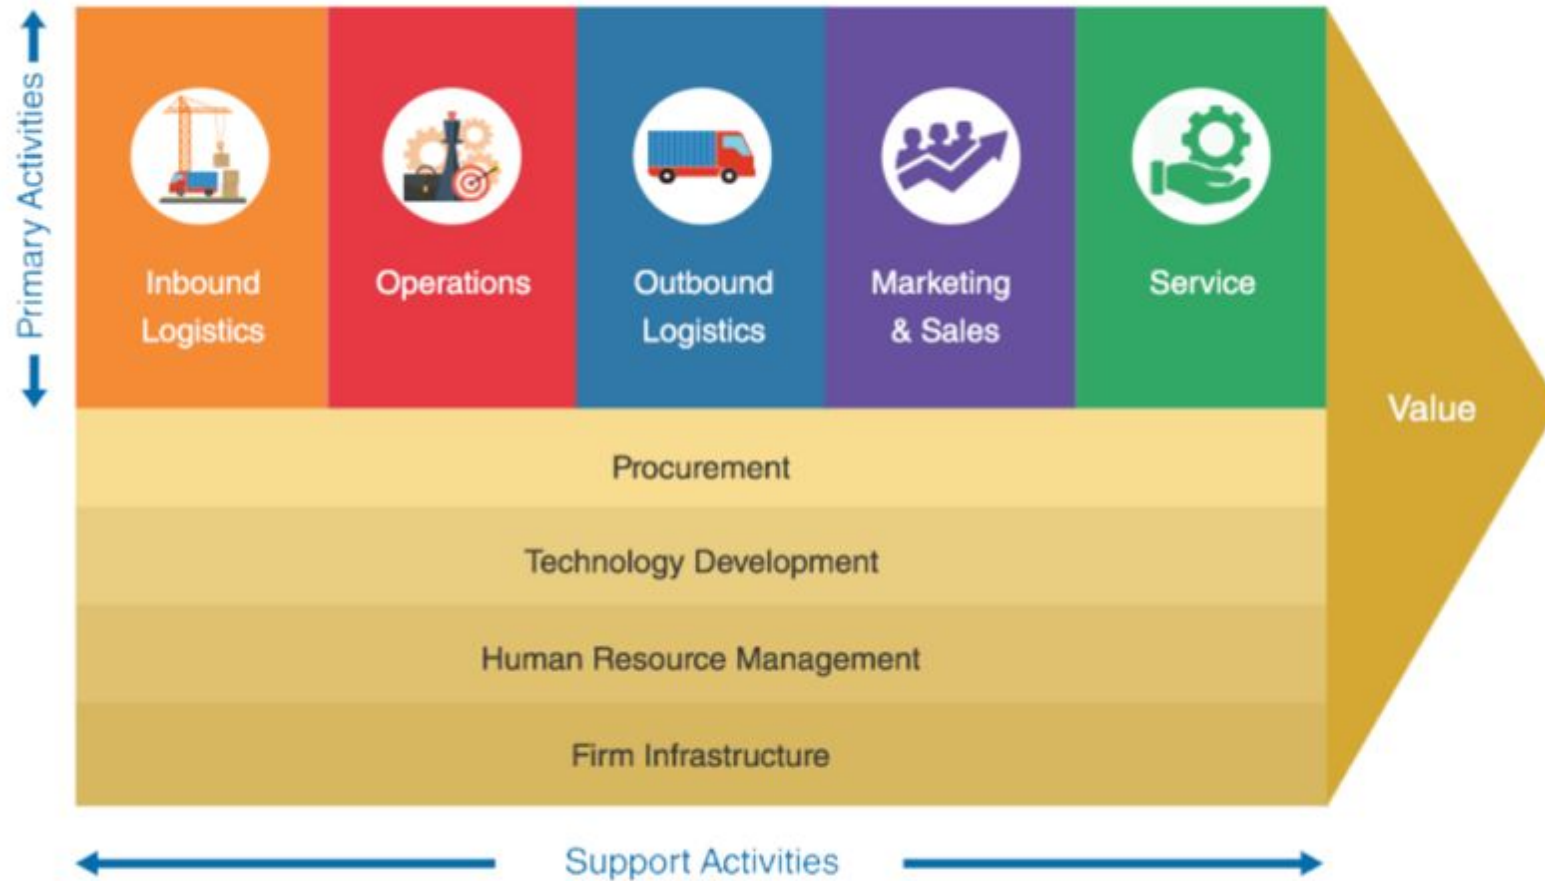 Primary Activities
Inbound
Logistics
Operations
Outbound
Logistics
Marketing
& Sales
Service
Value
Procurement
Technology Development
Human Resource Management
Firm Infrastructure
Support Activities